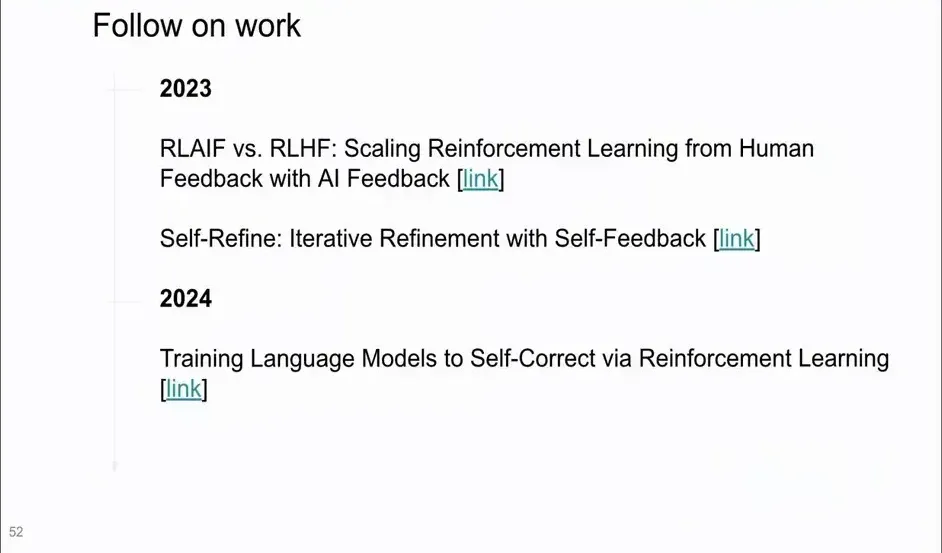 Follow on work
2023
RLAIF vs. RLHF: Scaling Reinforcement Learning from Human
Feedback with AI Feedback [link]
Self-Refine: Iterative Refinement with Self-Feedback [link]
2024
Training Language Models to Self-Correct via Reinforcement Learning
[link]
52